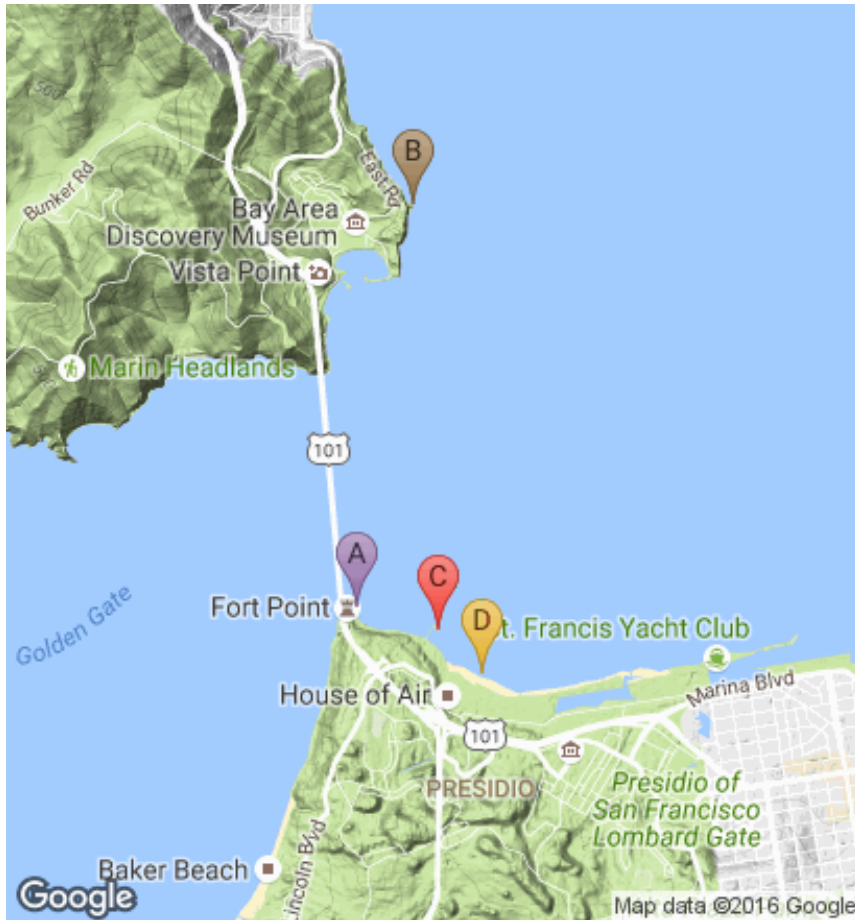 B
East Rd
Bunker Rd
Bay Area
Discovery Museum
Vista Point
Marin Headlands
101
A
C
Fort Point
D
t. Francis Yacht Club
Golden Gate
House of Air
Marina Blvd
101
PRESIDIO
Presidio of
San Francisco
Lombard Gate
Lincoln Blvd
Baker Beach
Google
Map data ©2016 Google